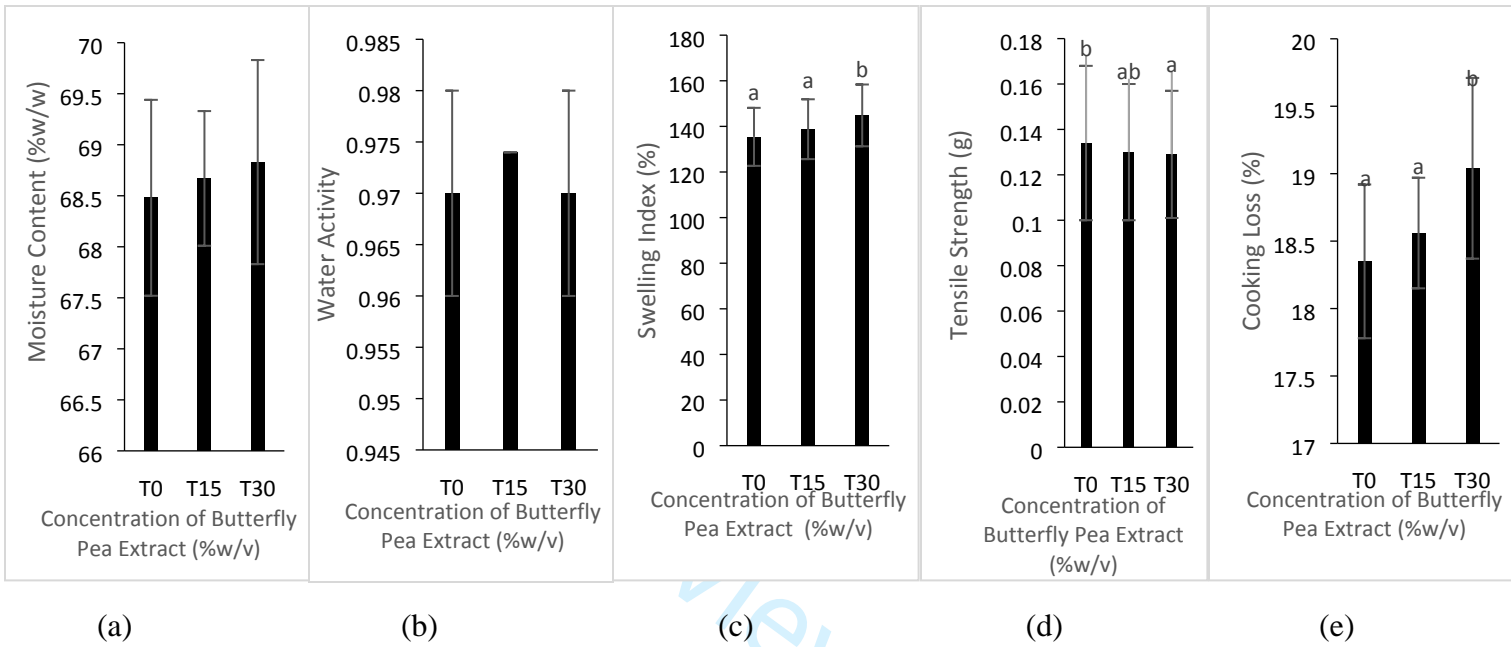 Moisture Content (%w/w)
70
69.5
69
68.5
68
67.5
67
66.5
66
T0 T15 T30
Concentration of Butterfly
Pea Extract (%w/v)
Water Activity
0.985
0.98
0.975
0.97
0.965
0.96
0.955
0.95
0.945
T0 T15 T30
Concentration of Butterfly
Pea Extract (%w/v)
Swelling Index (%)
180
160
140
120
100
80
60
40
20
0
a a b
T0 T15 T30
Concentration of Butterfly
Pea Extract (%w/v)
Tensile Strength (g)
0.18
0.16
0.14
0.12
0.1
0.08
0.06
0.04
0.02
0
b ab a
T0 T15 T30
Concentration of
Butterfly Pea Extract
(%w/v)
Cooking Loss (%)
20
19.5
19
18.5
18
17.5
17
a a b
T0 T15 T30
Concentration of Butterfly
Pea Extract (%w/v)
(a) (b) (c) (d) (e)